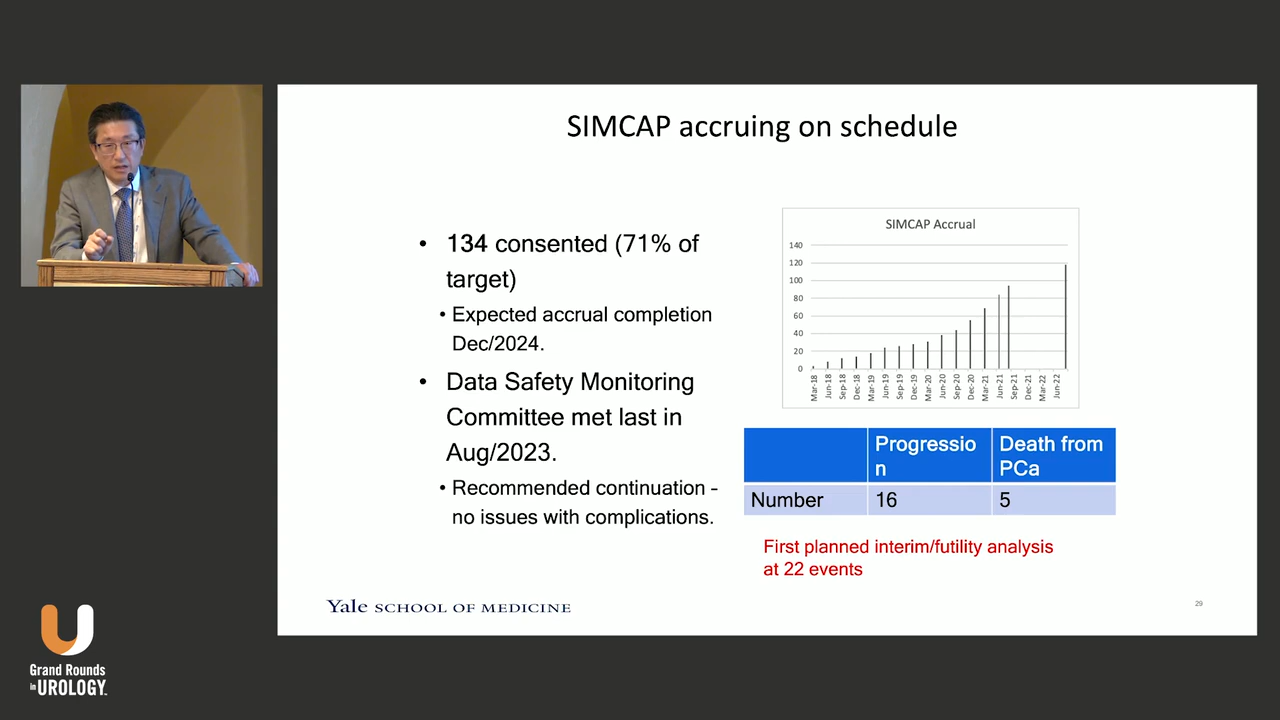 SIMCAP accruing on schedule
• 134 consented (71% of
target)
• Expected accrual completion
Dec/2024.
• Data Safety Monitoring
Committee met last in
Aug/2023.
• Recommended continuation –
no issues with complications.
SIMCAP Accrual
140
120
100
80
60
40
20
0
Mar-18
Jun-18
Sep-18
Dec-18
Mar-19
Jun-19
Sep-19
Dec-19
Mar-20
Jun-20
Sep-20
Dec-20
Mar-21
Jun-21
Sep-21
Dec-21
Mar-22
Jun-22
Progressio
n
Death from
PCa
Number 16 5
First planned interim/futility analysis
at 22 events
Yale SCHOOL OF MEDICINE
29
Grand Rounds
in UROLOGY